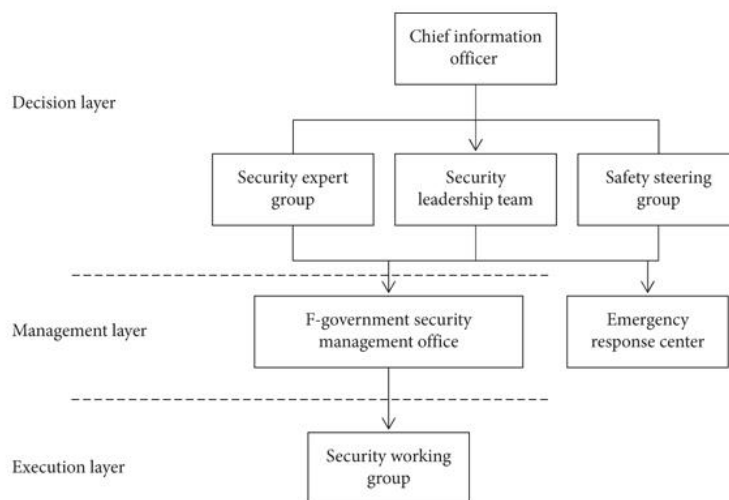 Chief information
officer
Decision layer
Security expert
group
Security
leadership team
Safety steering
group
Management layer
F-government security
management office
Emergency
response center
Execution layer
Security working
group